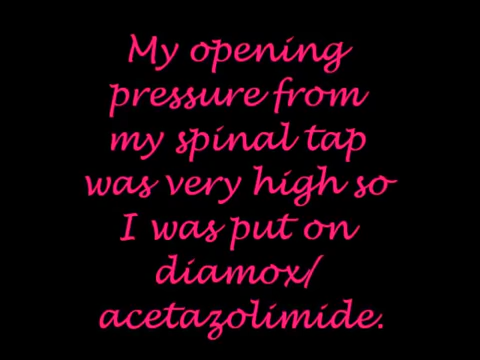 My opening
pressure from
my spinal tap
was very high so
I was put on
diamox/
acetazolimide.